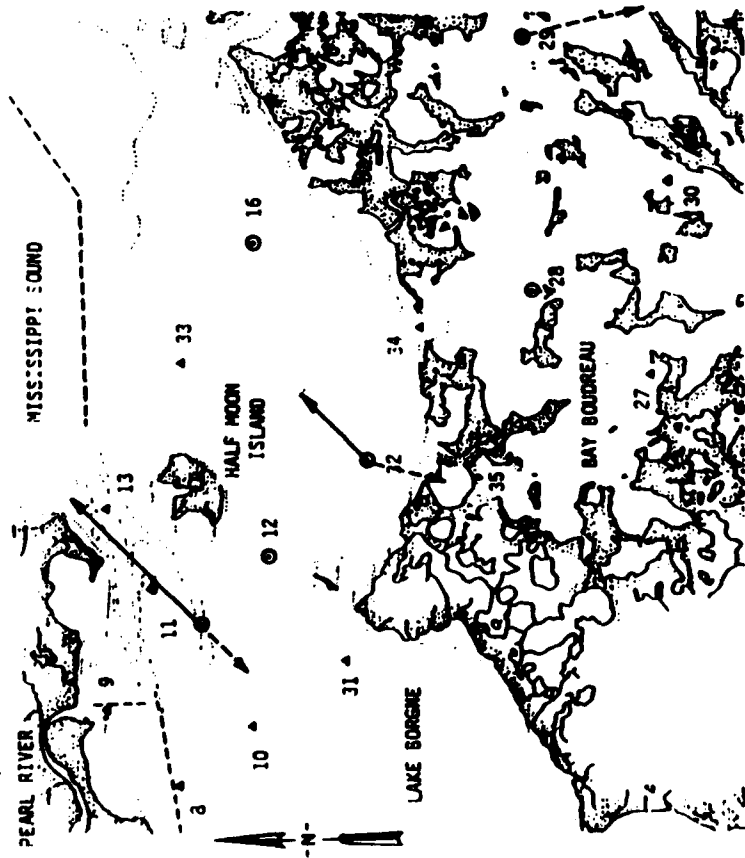 MISSISSIPPI SOUND
PEARL RIVER
9
8
13
11
10
33
16
HALF MOON
ISLAND
12
32
31
34
LAKE BORGNE
35
28
29
BAY BOUDREAU
27
30
-N-